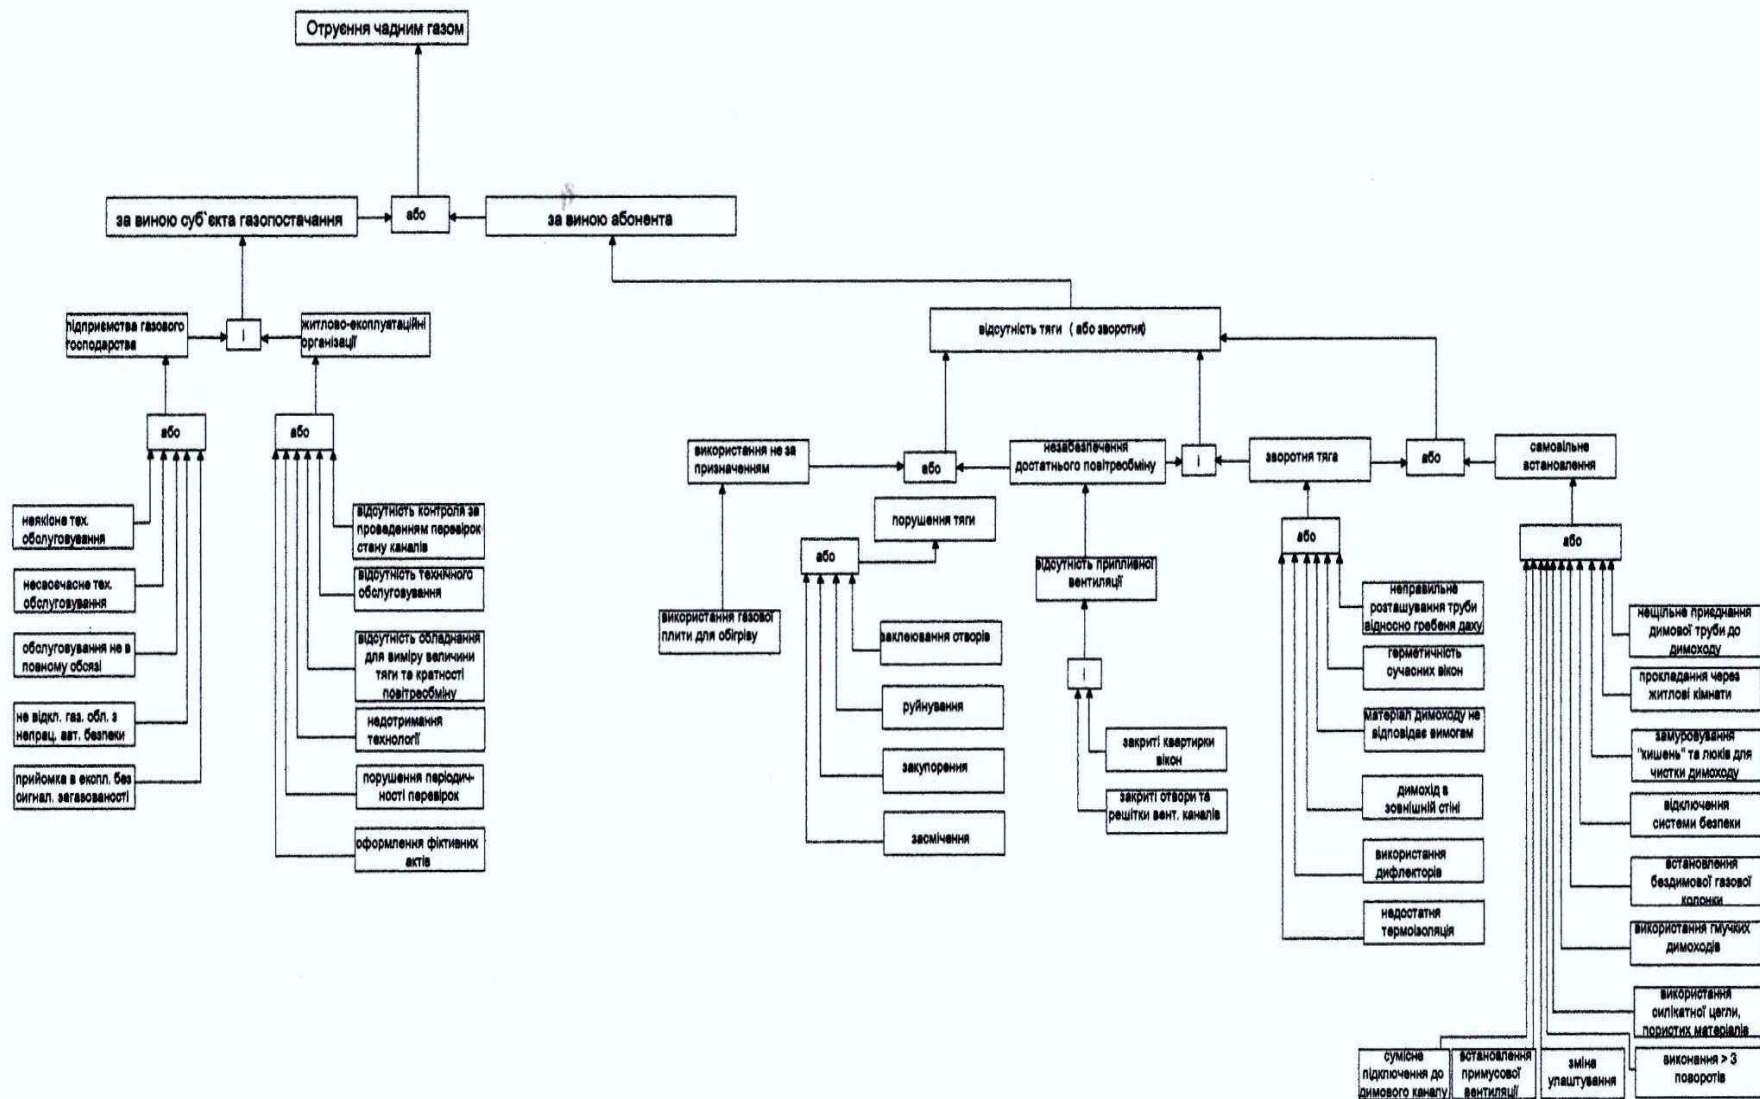 Отруєння чадним газом
за виною суб`єкта газопостачання
або
за виною абонента
підприємства газового
господарства
і
житлово-експлуатаційні
організації
відсутність тяги ( або зворотня)
або
або
використання не за
призначенням
або
незабезпечення
достатнього повітреобміну
і
зворотня тяга
або
самовільне
встановлення
неякісне тех.
обслуговування
несвоєчасне тех.
обслуговування
обслуговування не в
повному обсязі
не відкл. газ. обл. з
непрац. авт. безпеки
прийомка в експл. без
сигнал. загазованості
відсутність контроля за
проведенням перевірок
стану каналів
відсутність технічного
обслуговування
відсутність обладнання
для виміру величини
тяги та кратності
повітреобміну
недотримання
технології
порушення періодич-
ності перевірок
оформлення фіктивних
актів
використання газової
плити для обігріву
порушення тяги
або
заклеювання отворів
руйнування
закупорення
засмічення
відсутність припливної
вентиляції
і
закриті квартирки
вікон
закриті отвори та
решітки вент. каналів
або
неправильне
розташування труби
відносно гребеня даху
герметичність
сучасних вікон
матеріал димоходу не
відповідає вимогам
димохід в
зовнішній стіні
використання
дифлекторів
недостатня
термоізоляція
або
нещільне приєднання
димової труби до
димоходу
прокладання через
житлові кімнати
замуровування
"кишень" та люків для
чистки димоходу
відключення
системи безпеки
встановлення
бездимової газової
колонки
використання гмучких
димоходів
використання
силікатної цегли,
пористих матеріалів
сумісне
підключення до
димового каналу
встановлення
примусової
вентиляції
зміна
улаштування
виконання > 3
поворотів